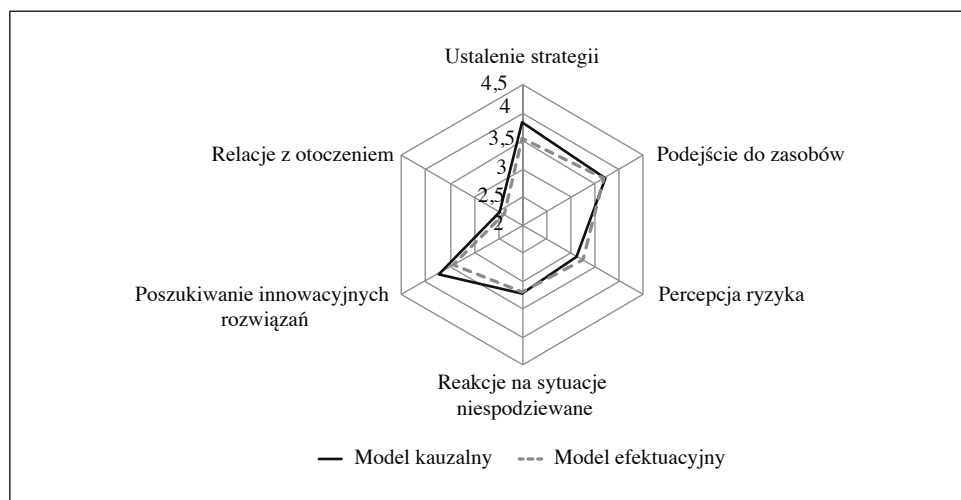 Ustalenie strategii
4,5
4
3,5
3
2,5
2
Relacje z otoczeniem
Podejście do zasobów
Poszukiwanie innowacyjnych
rozwiązań
Percepcja ryzyka
Reakcje na sytuacje
niespodziewane
Model kauzalny
Model efektuacyjny